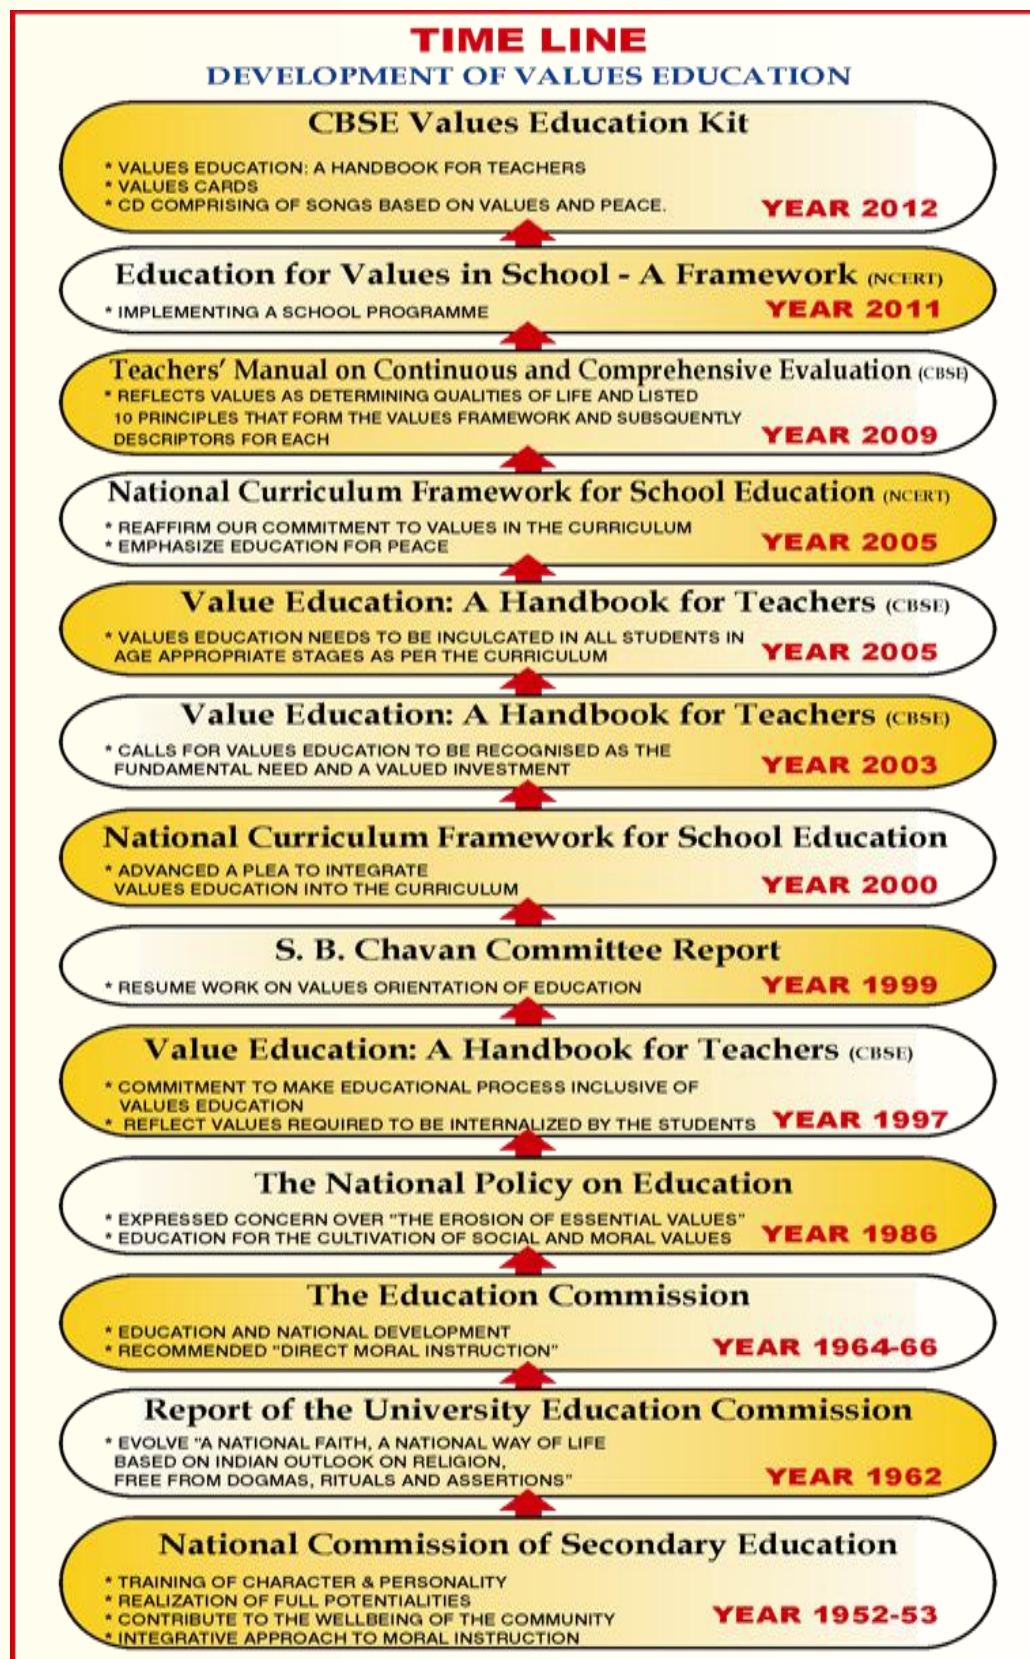 TIME LINE
DEVELOPMENT OF VALUES EDUCATION
CBSE Values Education Kit
* VALUES EDUCATION: A HANDBOOK FOR TEACHERS
* VALUES CARDS
* CD COMPRISING OF SONGS BASED ON VALUES AND PEACE.
YEAR 2012
Education for Values in School - A Framework (NCERT)
* IMPLEMENTING A SCHOOL PROGRAMME
YEAR 2011
Teachers' Manual on Continuous and Comprehensive Evaluation (CBSE)
* REFLECTS VALUES AS DETERMINING QUALITIES OF LIFE AND LISTED
10 PRINCIPLES THAT FORM THE VALUES FRAMEWORK AND SUBSQUENTLY
DESCRIPTORS FOR EACH
YEAR 2009
National Curriculum Framework for School Education (NCERT)
* REAFFIRM OUR COMMITMENT TO VALUES IN THE CURRICULUM
* EMPHASIZE EDUCATION FOR PEACE
YEAR 2005
Value Education: A Handbook for Teachers (CBSE)
* VALUES EDUCATION NEEDS TO BE INCULCATED IN ALL STUDENTS IN
AGE APPROPRIATE STAGES AS PER THE CURRICULUM
YEAR 2005
Value Education: A Handbook for Teachers (CBSE)
* CALLS FOR VALUES EDUCATION TO BE RECOGNISED AS THE
FUNDAMENTAL NEED AND A VALUED INVESTMENT
YEAR 2003
National Curriculum Framework for School Education
* ADVANCED A PLEA TO INTEGRATE
VALUES EDUCATION INTO THE CURRICULUM
YEAR 2000
S. B. Chavan Committee Report
* RESUME WORK ON VALUES ORIENTATION OF EDUCATION
YEAR 1999
Value Education: A Handbook for Teachers (CBSE)
* COMMITMENT TO MAKE EDUCATIONAL PROCESS INCLUSIVE OF
VALUES EDUCATION
* REFLECT VALUES REQUIRED TO BE INTERNALIZED BY THE STUDENTS
YEAR 1997
The National Policy on Education
* EXPRESSED CONCERN OVER "THE EROSION OF ESSENTIAL VALUES"
* EDUCATION FOR THE CULTIVATION OF SOCIAL AND MORAL VALUES
YEAR 1986
The Education Commission
* EDUCATION AND NATIONAL DEVELOPMENT
* RECOMMENDED "DIRECT MORAL INSTRUCTION"
YEAR 1964-66
Report of the University Education Commission
* EVOLVE "A NATIONAL FAITH, A NATIONAL WAY OF LIFE
BASED ON INDIAN OUTLOOK ON RELIGION,
FREE FROM DOGMAS, RITUALS AND ASSERTIONS"
YEAR 1962
National Commission of Secondary Education
* TRAINING OF CHARACTER & PERSONALITY
* REALIZATION OF FULL POTENTIALITIES
* CONTRIBUTE TO THE WELLBEING OF THE COMMUNITY
* INTEGRATIVE APPROACH TO MORAL INSTRUCTION
YEAR 1952-53